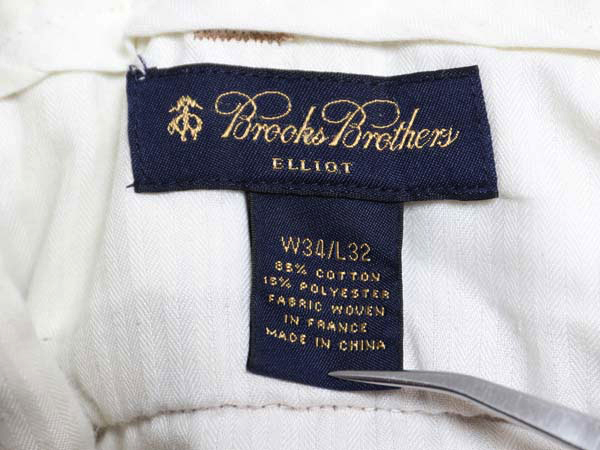 Brooks Brothers
ELLIOT
W34/L32
85% COTTON
15% POLYESTER
FABRIC WOVEN
IN FRANCE
MADE IN CHINA